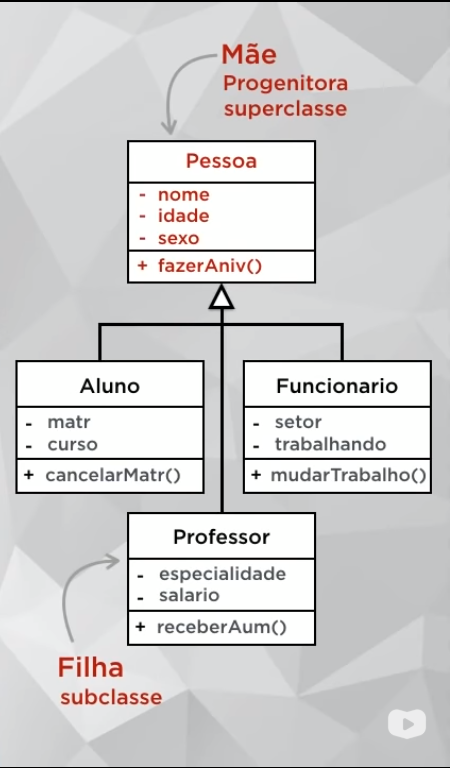 Mãe
Progenitora
superclasse
Pessoa
- nome
- idade
- sexo
+ fazerAniv()
Aluno
- matr
- curso
+ cancelarMatr()
Funcionario
- setor
- trabalhando
+ mudarTrabalho()
Professor
- especialidade
- salario
+ receberAum()
Filha
subclasse